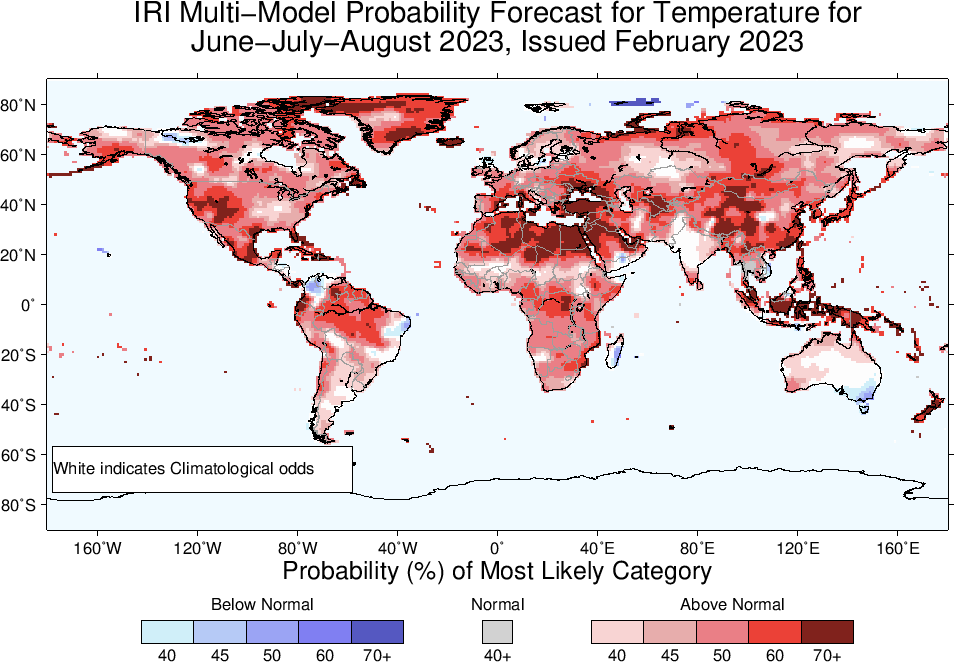 IRI Multi−Model Probability Forecast for Temperature for
June−July−August 2023, Issued February 2023
80˚N
60˚N
40˚N
20˚N
0˚
20˚S
40˚S
60˚S
80˚S
White indicates Climatological odds
160˚W 120˚W 80˚W 40˚W 0˚ 40˚E 80˚E 120˚E 160˚E
Probability (%) of Most Likely Category
Below Normal Normal Above Normal
40 45 50 60 70+ 40+ 40 45 50 60 70+